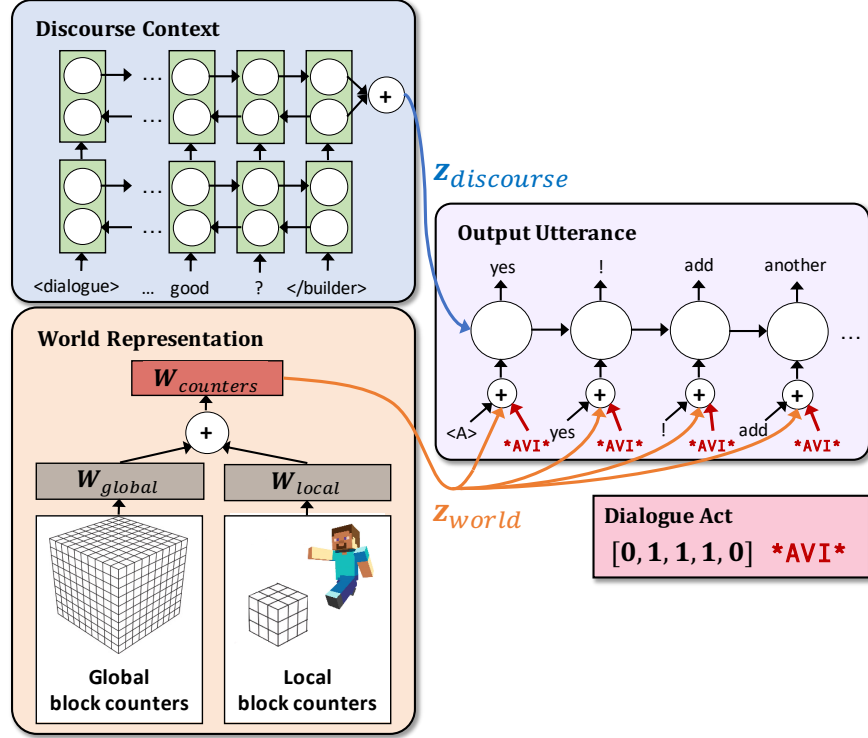 Discourse Context
... 
...
+
...
...
<dialogue> ... good ? </builder>
z_discourse
Output Utterance
yes ! add another
...
+ + + +
<A> yes ! add
*AVI* *AVI* *AVI* *AVI*
World Representation
W_counters
+
W_global W_local
z_world
Dialogue Act
[0, 1, 1, 1, 0] *AVI*
Global
block counters
Local
block counters